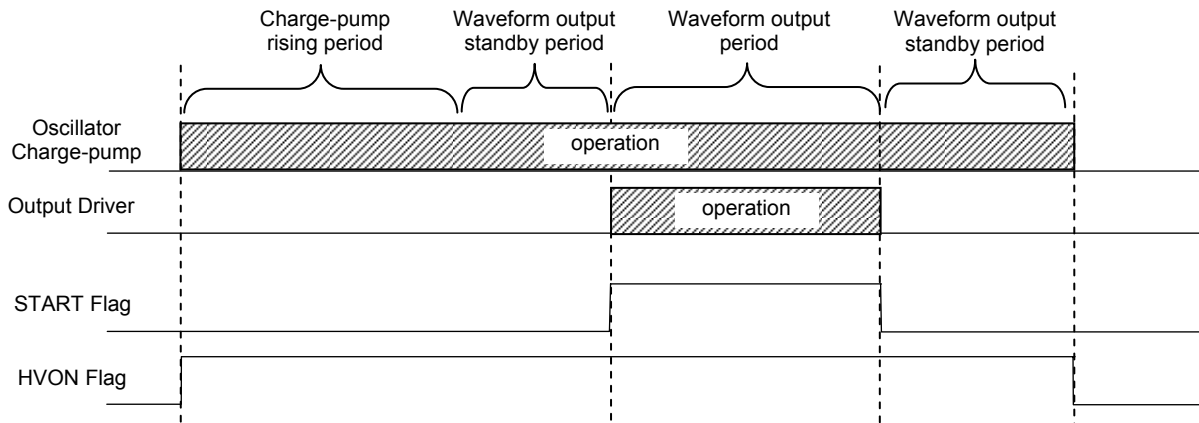 Charge-pump
rising period
Waveform output
standby period
Waveform output
period
Waveform output
standby period
Oscillator
Charge-pump
operation
Output Driver
operation
START Flag
HVON Flag